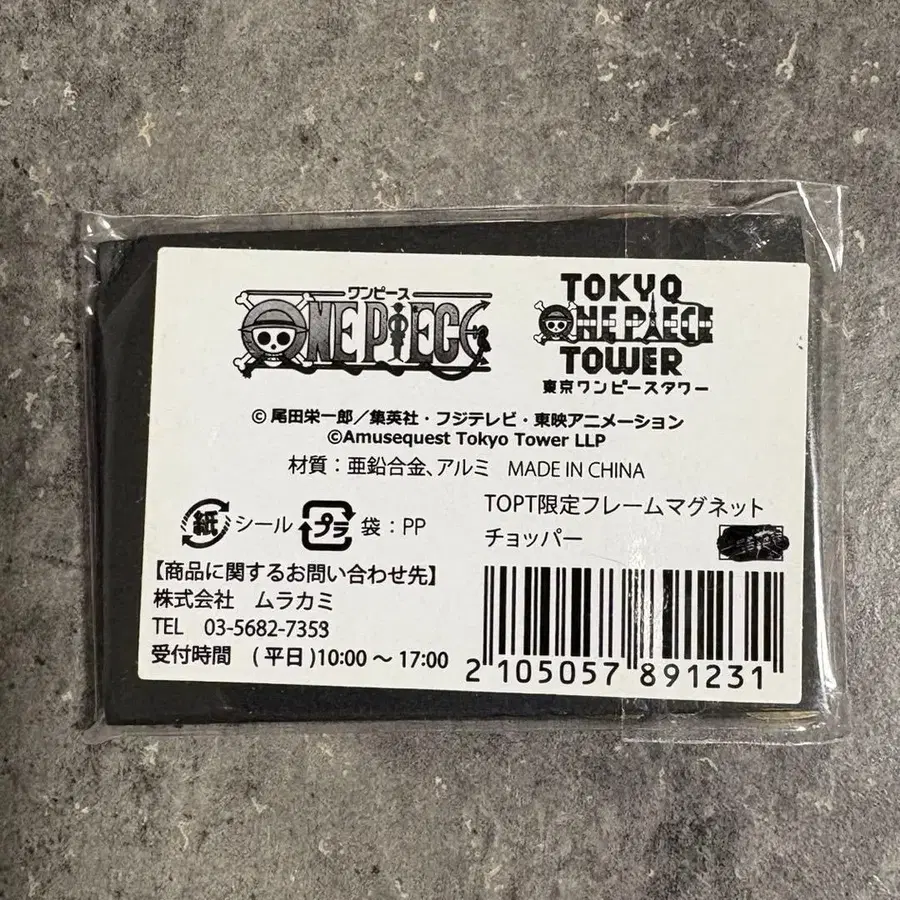 ワンピース
ONE PIECE
TOKYO
ONE PIECE
TOWER
東京ワンピースタワー
© 尾田栄一郎／集英社・フジテレビ・東映アニメーション
©Amusequest Tokyo Tower LLP
材質：亜鉛合金、アルミ MADE IN CHINA
紙 シール プラ 袋：PP
TOPT限定フレームマグネット
チョッパー
【商品に関するお問い合わせ先】
株式会社 ムラカミ
TEL 03-5682-7353
受付時間 (平日)10:00～17:00
2 105057 891231